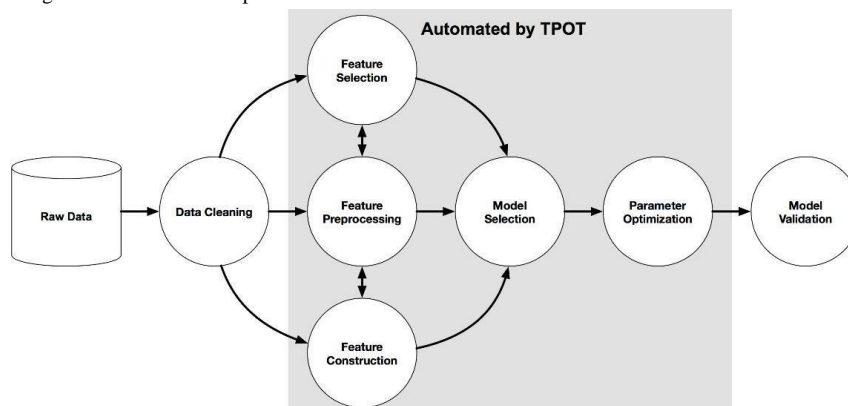 Automated by TPOT
Feature
Selection
Raw Data
Data Cleaning
Feature
Preprocessing
Model
Selection
Parameter
Optimization
Model
Validation
Feature
Construction